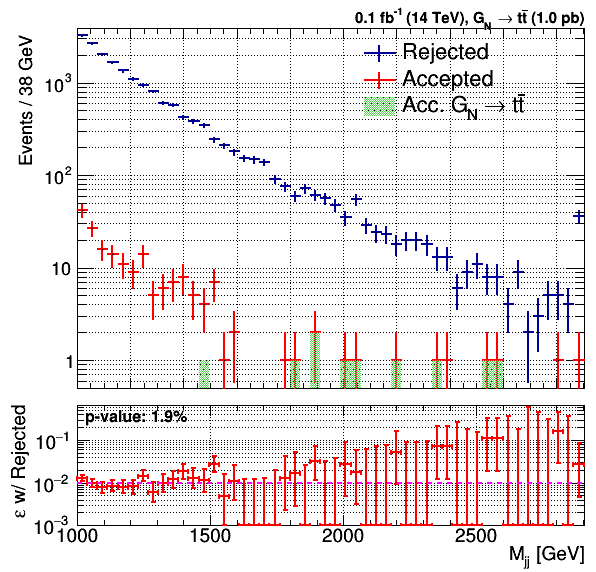 0.1 fb⁻¹ (14 TeV), G_N → tt̄ (1.0 pb)
Events / 38 GeV
10³
10²
10
1
Rejected
Accepted
Acc. G_N → tt̄
p-value: 1.9%
ε w/ Rejected
10⁻¹
10⁻²
10⁻³
1000 1500 2000 2500
M_jj [GeV]